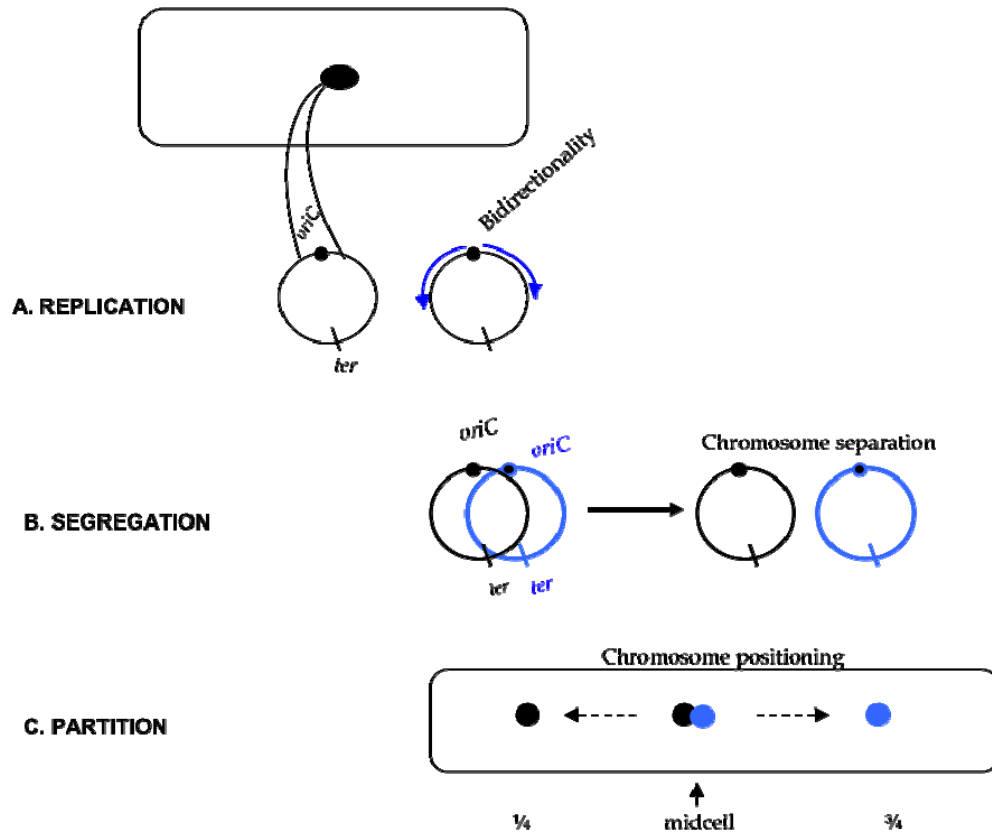 oriC
Bidirectionality
A. REPLICATION
ter
oriC
oriC
Chromosome separation
B. SEGREGATION
ter
ter
Chromosome positioning
C. PARTITION
¼
midcell
¾